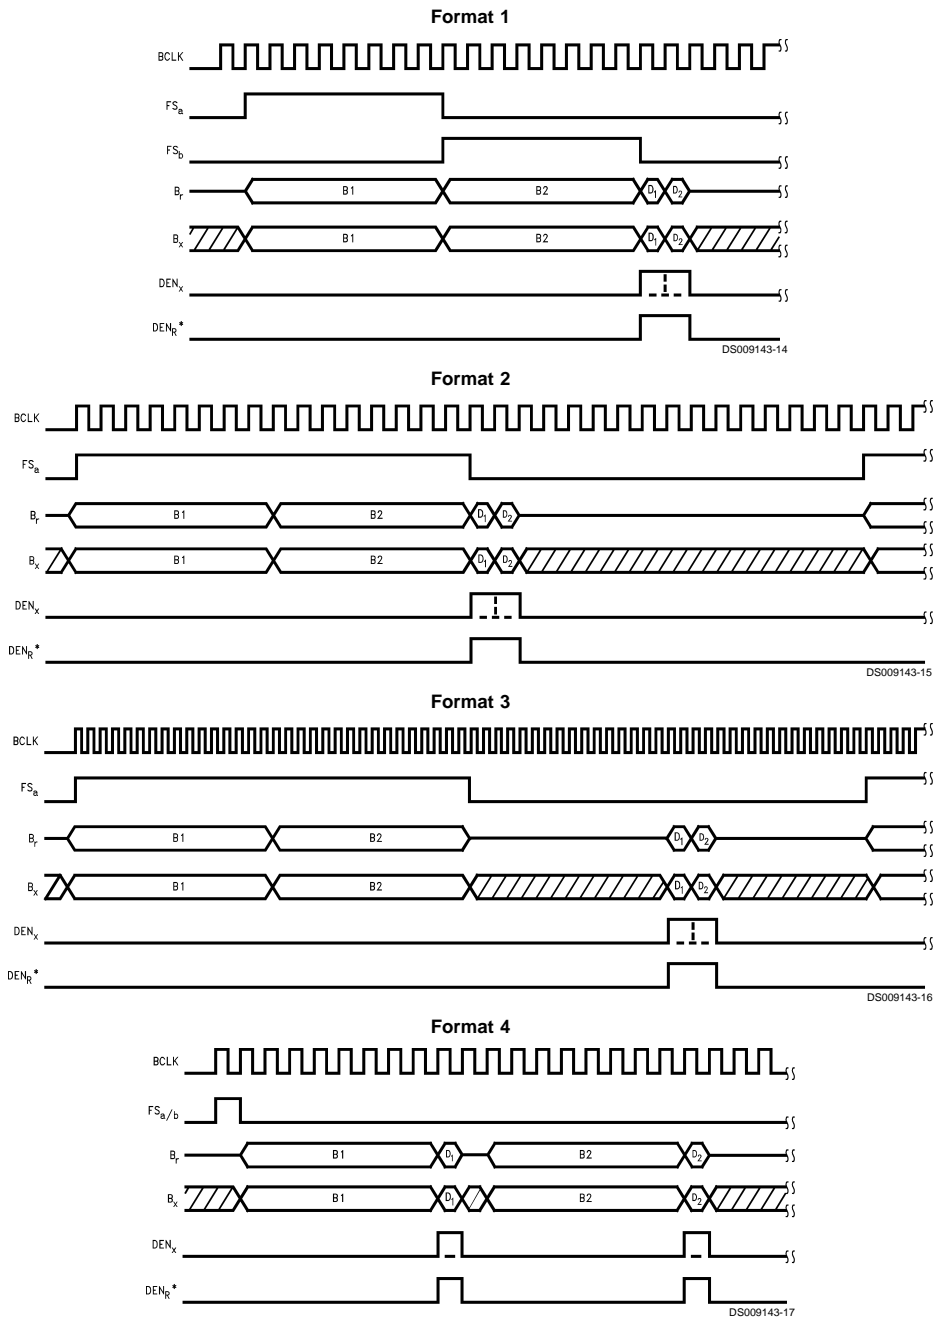 Format 1
BCLK
FSa
FSb
Br B1 B2 D1 D2
Bx B1 B2 D1 D2
DENx
DENR*
DS009143-14
Format 2
BCLK
FSa
Br B1 B2 D1 D2
Bx B1 B2 D1 D2
DENx
DENR*
DS009143-15
Format 3
BCLK
FSa
Br B1 B2 D1 D2
Bx B1 B2 D1 D2
DENx
DENR*
DS009143-16
Format 4
BCLK
FSa/b
Br B1 D1 B2 D2
Bx B1 D1 B2 D2
DENx
DENR*
DS009143-17